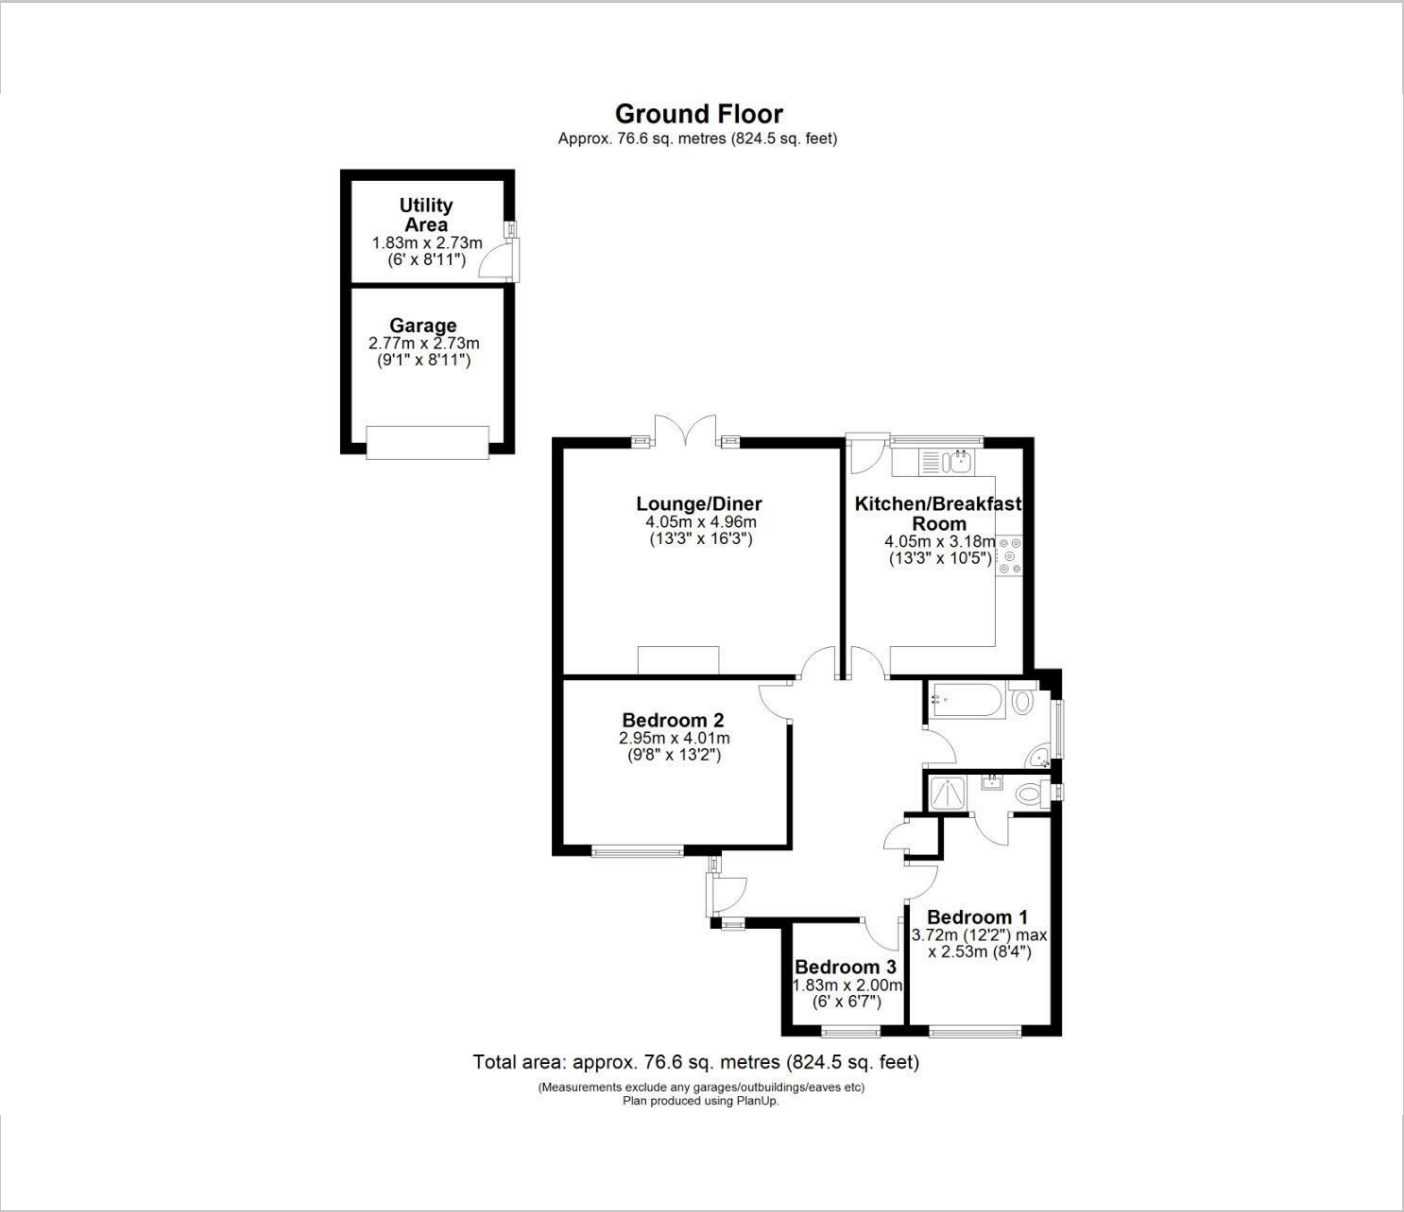 Ground Floor
Approx. 76.6 sq. metres (824.5 sq. feet)
Utility
Area
1.83m x 2.73m
(6' x 8'11")
Garage
2.77m x 2.73m
(9'1" x 8'11")
Lounge/Diner
4.05m x 4.96m
(13'3" x 16'3")
Kitchen/Breakfast
Room
4.05m x 3.18m
(13'3" x 10'5")
Bedroom 2
2.95m x 4.01m
(9'8" x 13'2")
Bedroom 1
3.72m (12'2") max
x 2.53m (8'4")
Bedroom 3
1.83m x 2.00m
(6' x 6'7")
Total area: approx. 76.6 sq. metres (824.5 sq. feet)
(Measurements exclude any garages/outbuildings/eaves etc)
Plan produced using PlanUp.